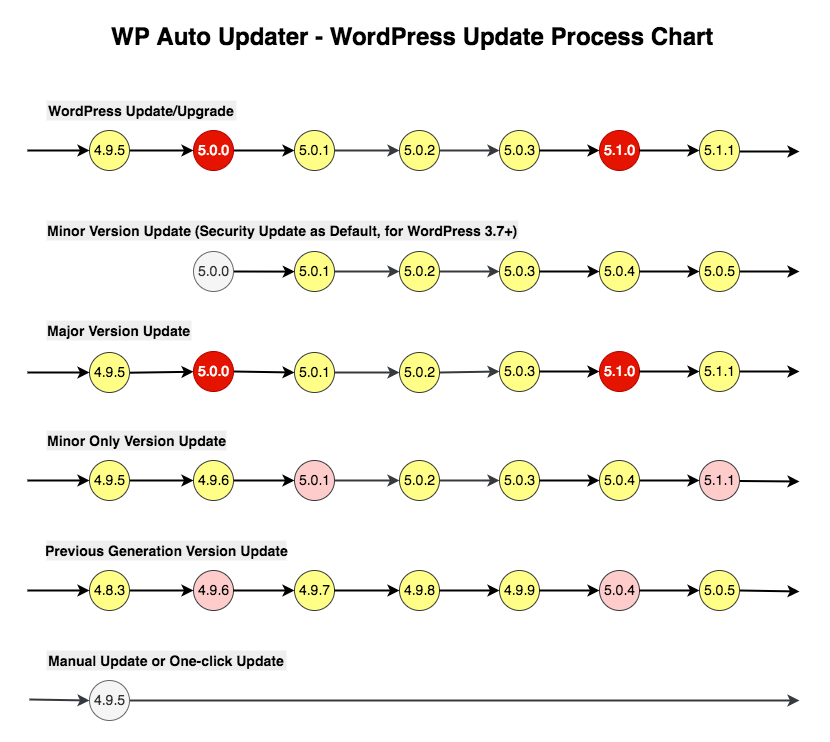 WP Auto Updater - WordPress Update Process Chart
WordPress Update/Upgrade
4.9.5 5.0.0 5.0.1 5.0.2 5.0.3 5.1.0 5.1.1
Minor Version Update (Security Update as Default, for WordPress 3.7+)
5.0.0 5.0.1 5.0.2 5.0.3 5.0.4 5.0.5
Major Version Update
4.9.5 5.0.0 5.0.1 5.0.2 5.0.3 5.1.0 5.1.1
Minor Only Version Update
4.9.5 4.9.6 5.0.1 5.0.2 5.0.3 5.0.4 5.1.1
Previous Generation Version Update
4.8.3 4.9.6 4.9.7 4.9.8 4.9.9 5.0.4 5.0.5
Manual Update or One-click Update
4.9.5